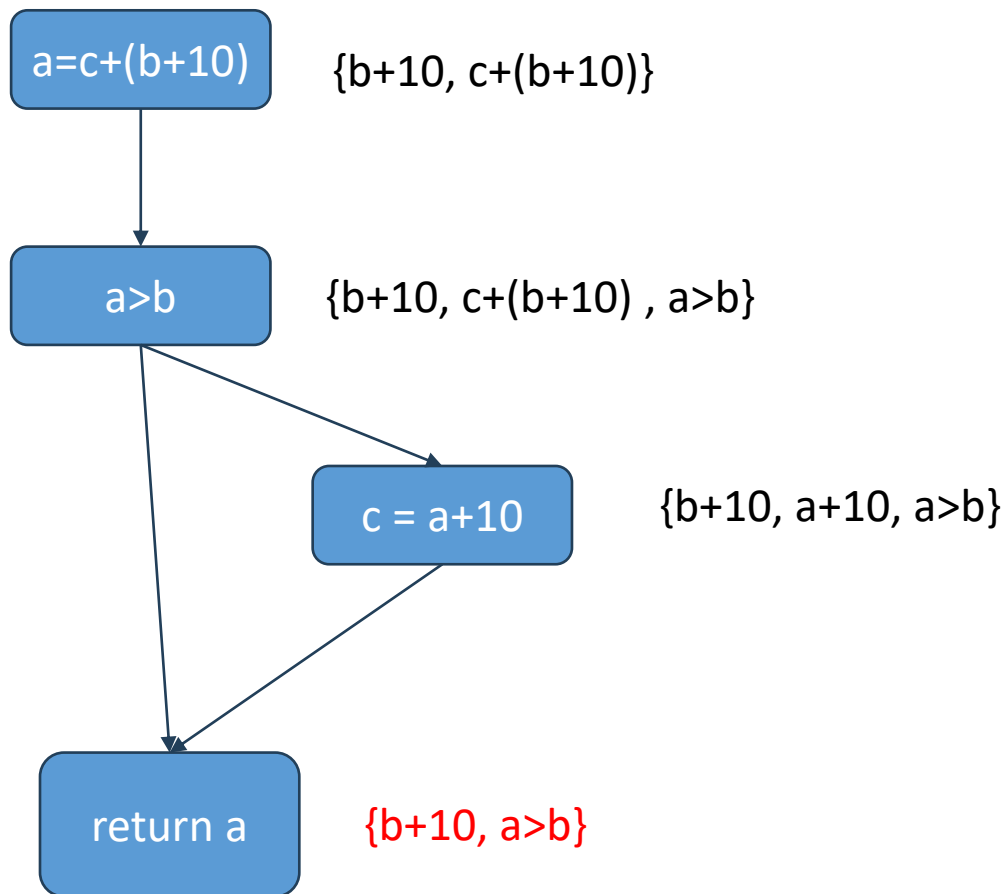 a=c+(b+10)
{b+10, c+(b+10)}
a>b
{b+10, c+(b+10) , a>b}
c = a+10
{b+10, a+10, a>b}
return a
{b+10, a>b}